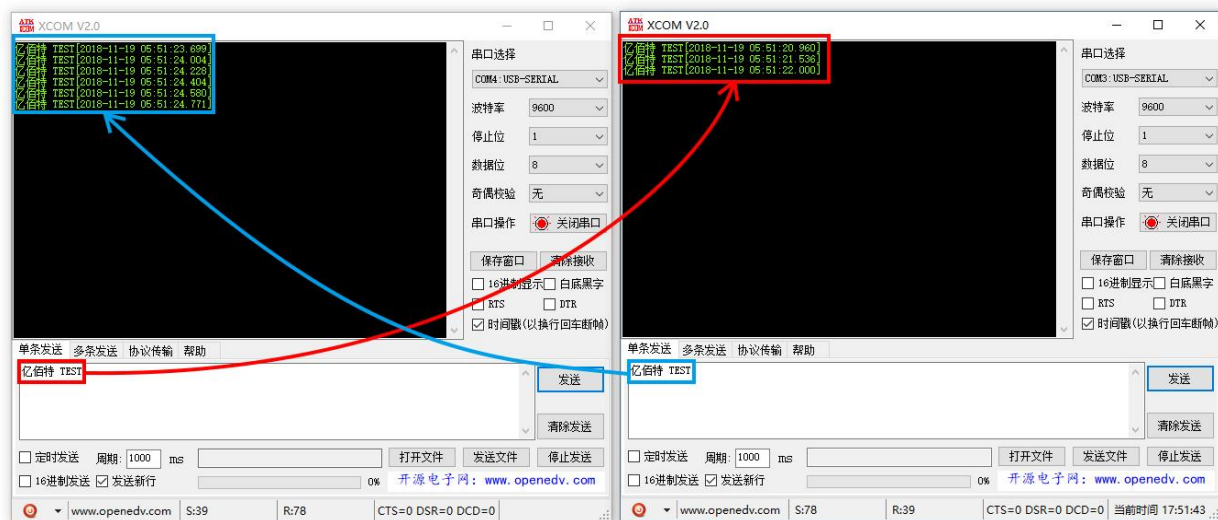 XCOM V2.0
亿佰特 TEST[2018-11-19 05:51:23.699]
亿佰特 TEST[2018-11-19 05:51:24.004]
亿佰特 TEST[2018-11-19 05:51:24.228]
亿佰特 TEST[2018-11-19 05:51:24.404]
亿佰特 TEST[2018-11-19 05:51:24.580]
亿佰特 TEST[2018-11-19 05:51:24.771]
串口选择
COM4:USB-SERIAL
波特率 9600
停止位 1
数据位 8
奇偶校验 无
串口操作 关闭串口
保存窗口 清除接收
16进制显示 白底黑字
RTS DTR
时间戳(以换行回车断帧)
单条发送 多条发送 协议传输 帮助
亿佰特 TEST
发送
清除发送
定时发送 周期: 1000 ms 打开文件 发送文件 停止发送
16进制发送 发送新行 0% 开源电子网: www.openedv.com
www.openedv.com S:39 R:78 CTS=0 DSR=0 DCD=0
XCOM V2.0
亿佰特 TEST[2018-11-19 05:51:20.960]
亿佰特 TEST[2018-11-19 05:51:21.536]
亿佰特 TEST[2018-11-19 05:51:22.000]
串口选择
COM3:USB-SERIAL
波特率 9600
停止位 1
数据位 8
奇偶校验 无
串口操作 关闭串口
保存窗口 清除接收
16进制显示 白底黑字
RTS DTR
时间戳(以换行回车断帧)
单条发送 多条发送 协议传输 帮助
亿佰特 TEST
发送
清除发送
定时发送 周期: 1000 ms 打开文件 发送文件 停止发送
16进制发送 发送新行 0% 开源电子网: www.openedv.com
www.openedv.com S:78 R:39 CTS=0 DSR=0 DCD=0 当前时间 17:51:43